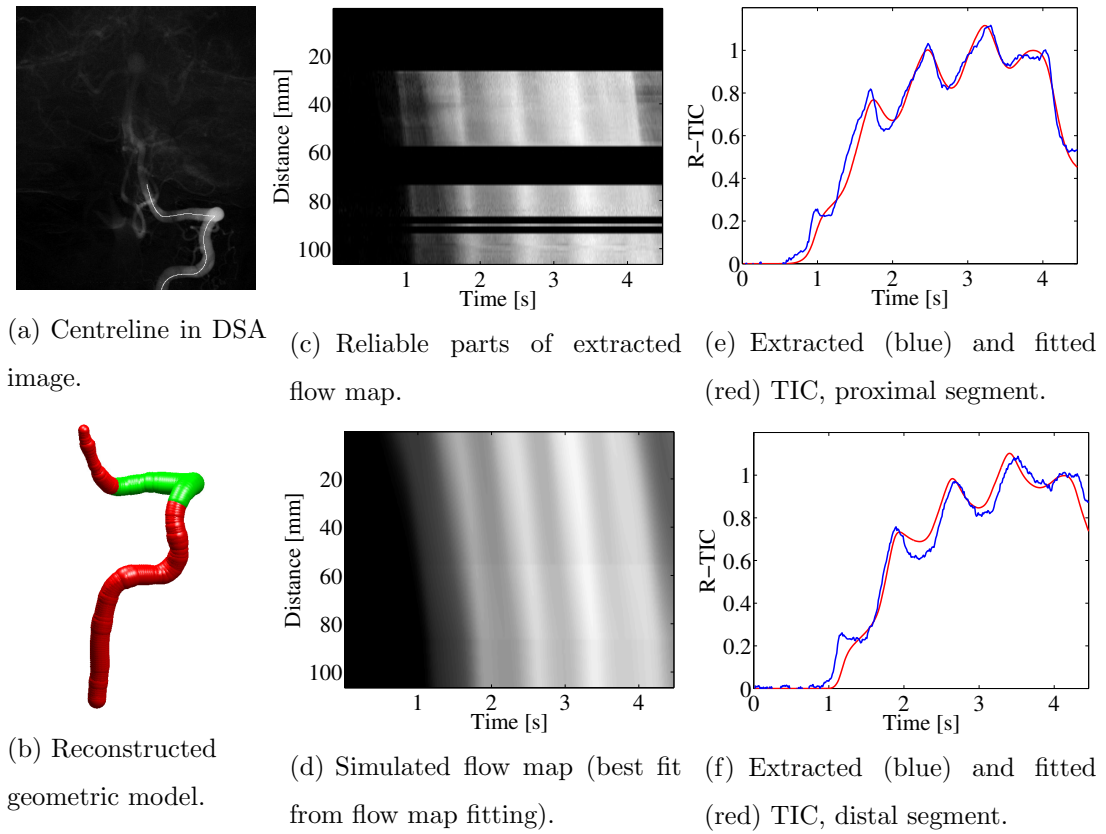 (a) Centreline in DSA
image.
(b) Reconstructed
geometric model.
20
40
60
80
100
Distance [mm]
1 2 3 4
Time [s]
(c) Reliable parts of extracted
flow map.
20
40
60
80
100
Distance [mm]
1 2 3 4
Time [s]
(d) Simulated flow map (best fit
from flow map fitting).
1
0.8
0.6
0.4
0.2
0
R−TIC
0 1 2 3 4
Time [s]
(e) Extracted (blue) and fitted
(red) TIC, proximal segment.
1
0.8
0.6
0.4
0.2
0
R−TIC
0 1 2 3 4
Time [s]
(f) Extracted (blue) and fitted
(red) TIC, distal segment.